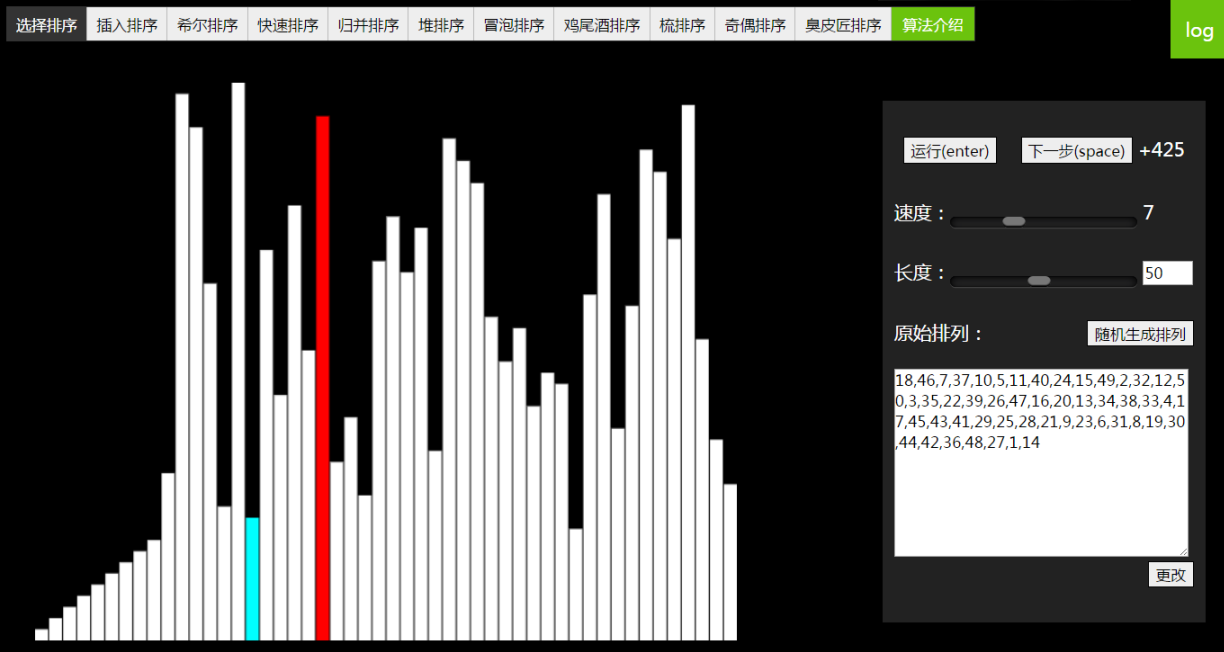 选择排序 插入排序 希尔排序 快速排序 归并排序 堆排序 冒泡排序 鸡尾酒排序 梳排序 奇偶排序 臭皮匠排序 算法介绍
log
运行(enter) 下一步(space) +425
速度： 7
长度： 50
原始排列： 随机生成排列
18,46,7,37,10,5,11,40,24,15,49,2,32,12,5
0,3,35,22,39,26,47,16,20,13,34,38,33,4,1
7,45,43,41,29,25,28,21,9,23,6,31,8,19,30
,44,42,36,48,27,1,14
更改